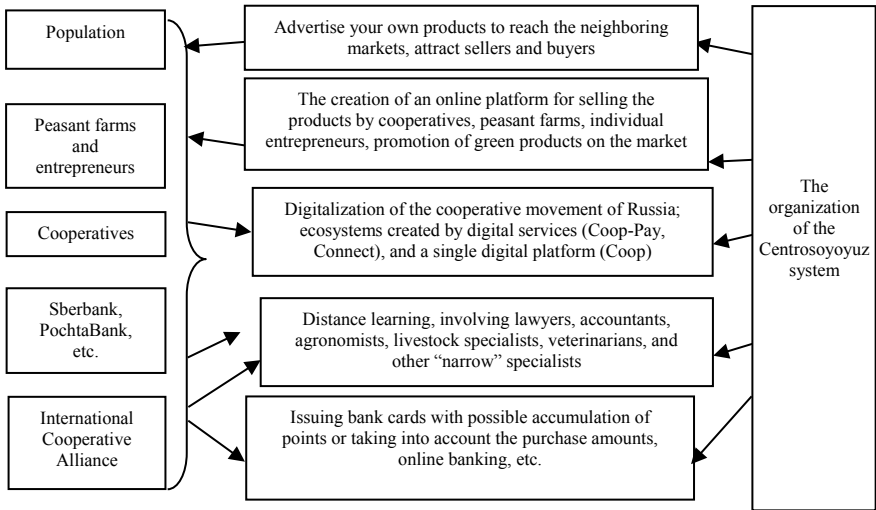 Population
Peasant farms
and
entrepreneurs
Cooperatives
Sberbank,
PochtaBank,
etc.
International
Cooperative
Alliance
Advertise your own products to reach the neighboring
markets, attract sellers and buyers
The creation of an online platform for selling the
products by cooperatives, peasant farms, individual
entrepreneurs, promotion of green products on the market
Digitalization of the cooperative movement of Russia;
ecosystems created by digital services (Coop-Pay,
Connect), and a single digital platform (Coop)
Distance learning, involving lawyers, accountants,
agronomists, livestock specialists, veterinarians, and
other “narrow” specialists
Issuing bank cards with possible accumulation of
points or taking into account the purchase amounts,
online banking, etc.
The
organization
of the
Centrosoyoyuz
system